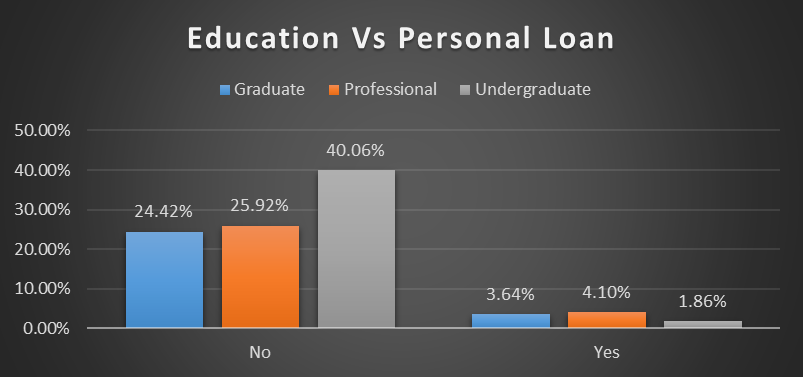 Education Vs Personal Loan
Graduate Professional Undergraduate
50.00%
40.00%
30.00%
20.00%
10.00%
0.00%
24.42% 25.92% 40.06%
3.64% 4.10% 1.86%
No Yes